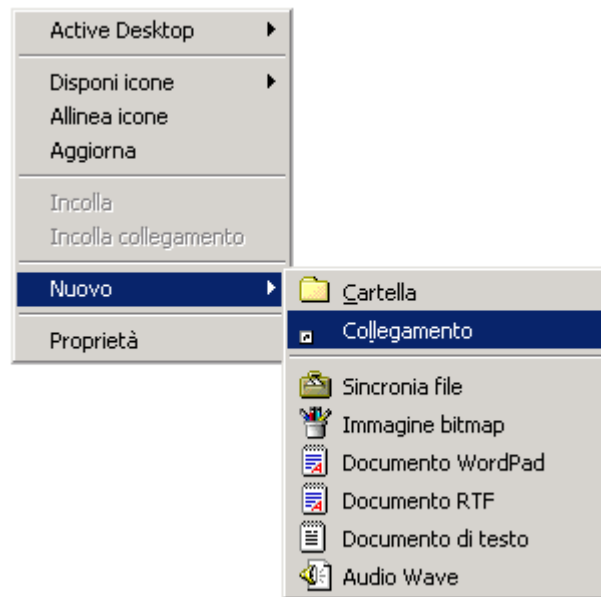 Active Desktop
Disponi icone
Allinea icone
Aggiorna
Incolla
Incolla collegamento
Nuovo
Proprietà
Cartella
Collegamento
Sincronia file
Immagine bitmap
Documento WordPad
Documento RTF
Documento di testo
Audio Wave